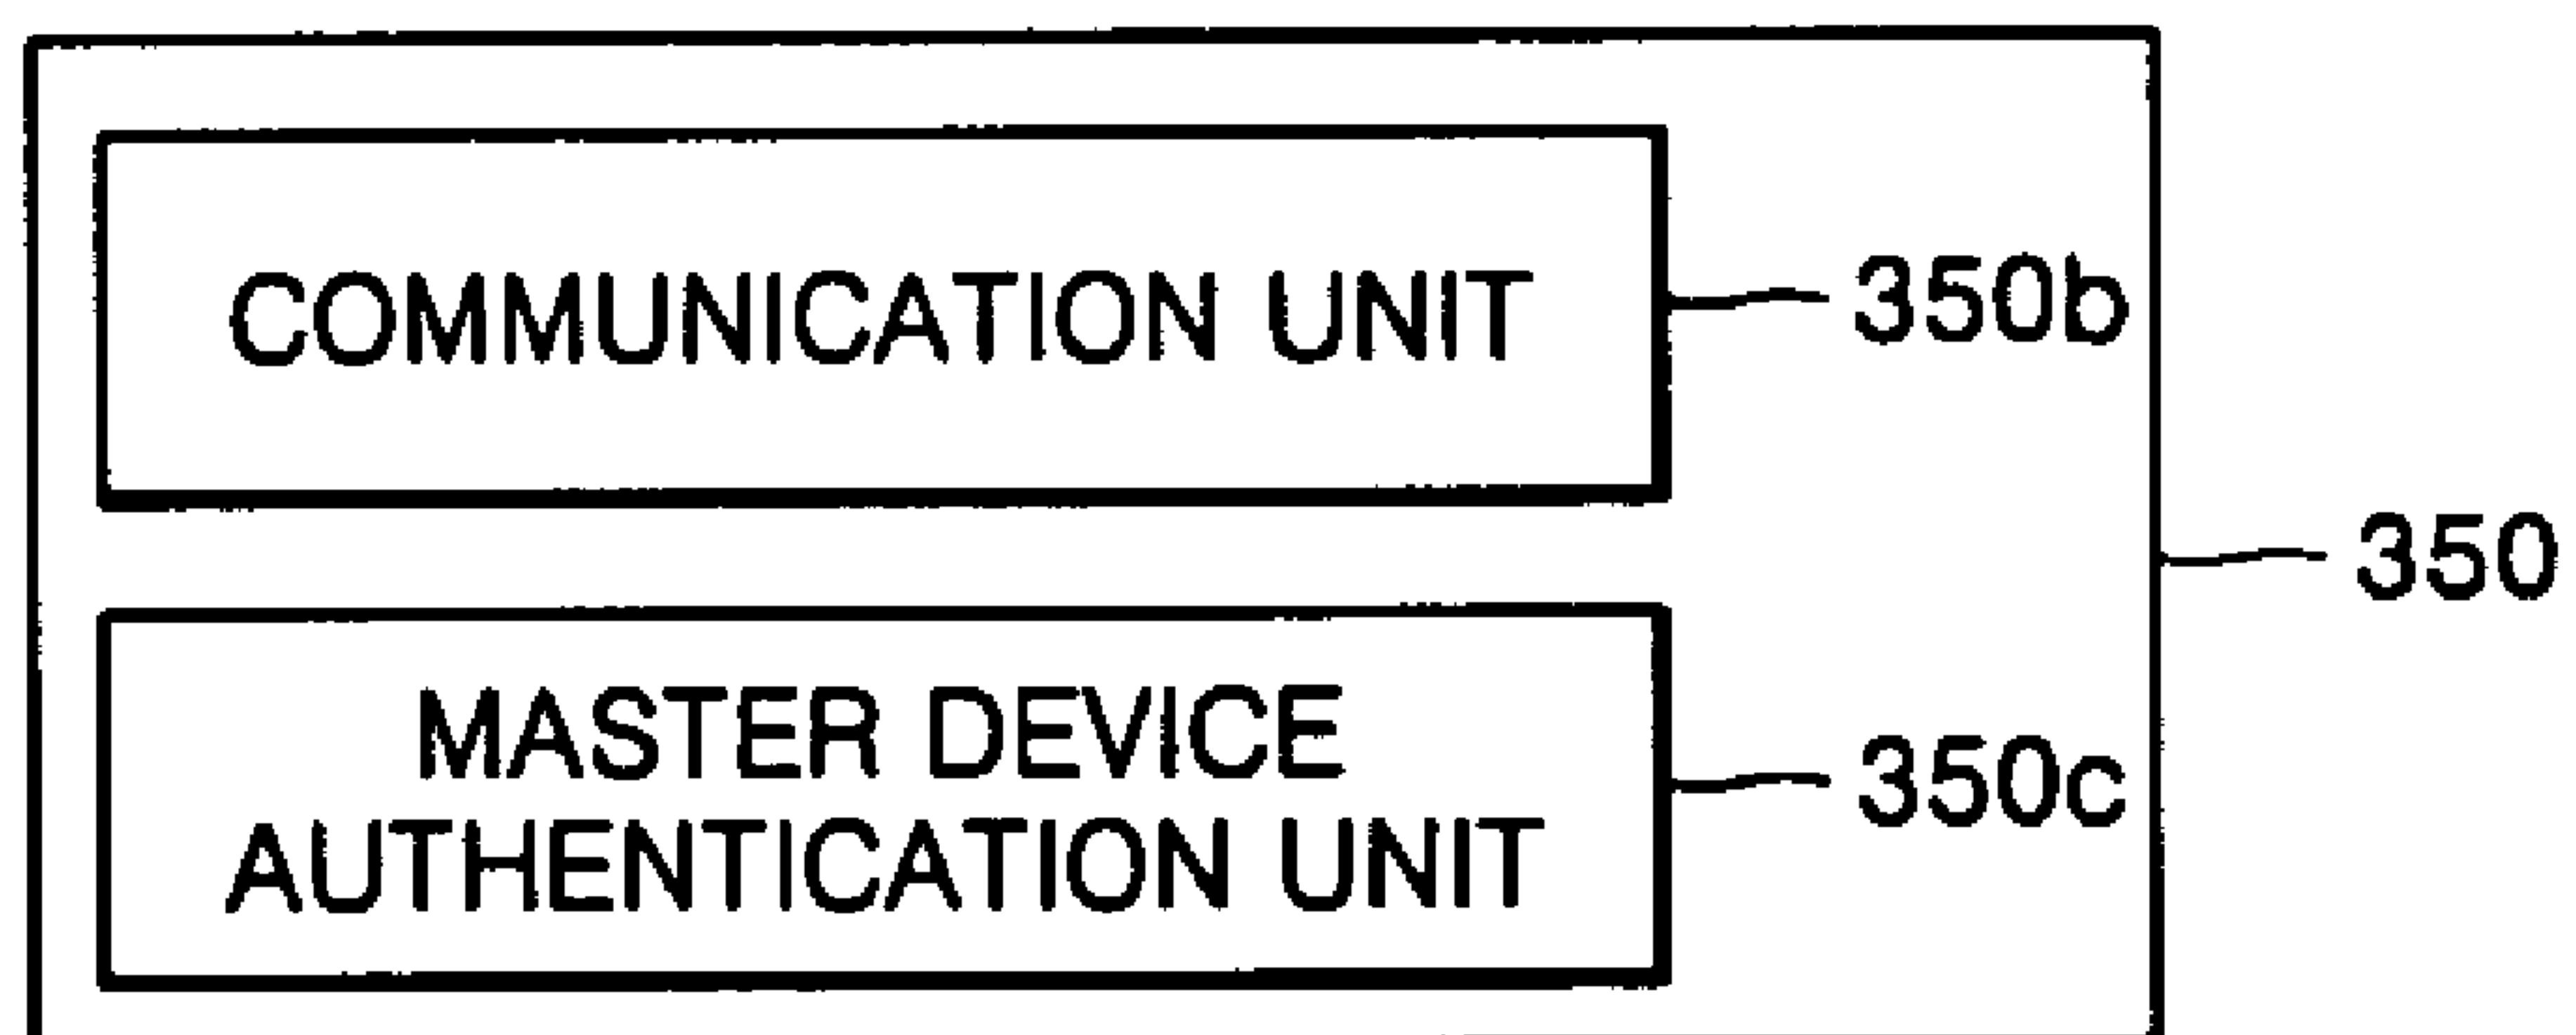 COMMUNICATION UNIT
350b
350
MASTER DEVICE
AUTHENTICATION UNIT
350c